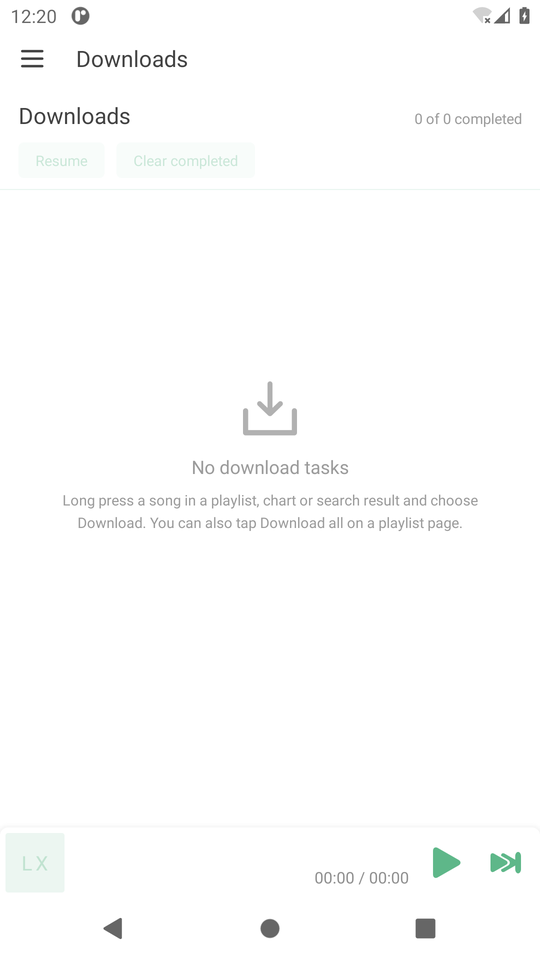 12:20
Downloads
Downloads
0 of 0 completed
Resume
Clear completed
No download tasks
Long press a song in a playlist, chart or search result and choose
Download. You can also tap Download all on a playlist page.
LX
00:00 / 00:00